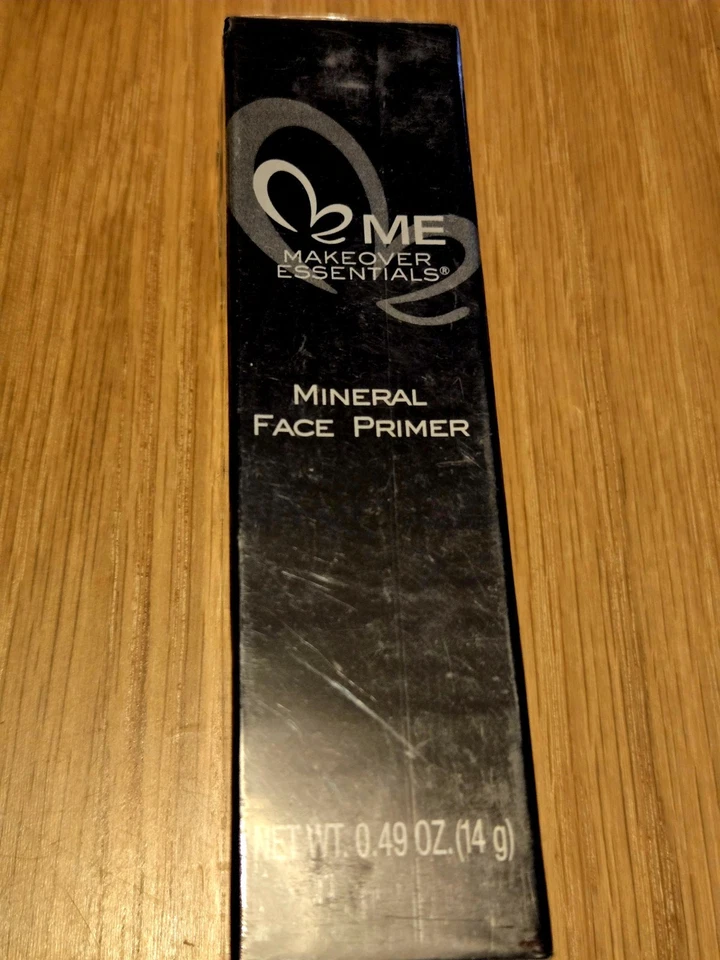 ME
MAKEOVER
ESSENTIALS®
MINERAL
FACE PRIMER
NET WT. 0.49 OZ.(14 g)